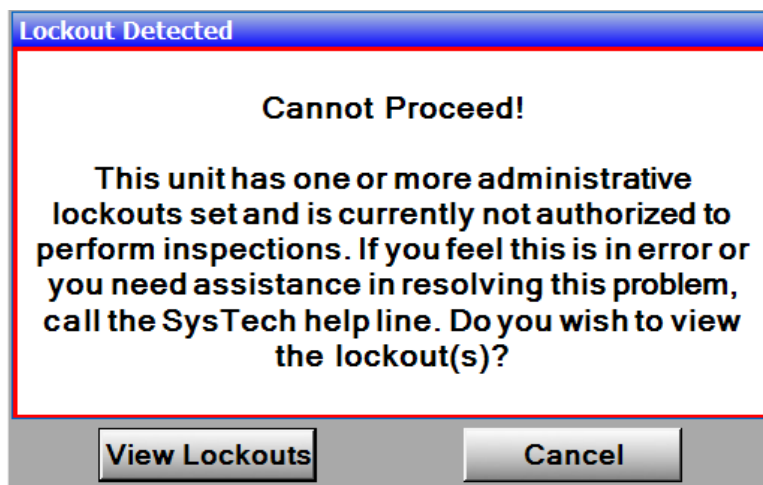 Lockout Detected
Cannot Proceed!
This unit has one or more administrative
lockouts set and is currently not authorized to
perform inspections. If you feel this is in error or
you need assistance in resolving this problem,
call the SysTech help line. Do you wish to view
the lockout(s)?
View Lockouts
Cancel